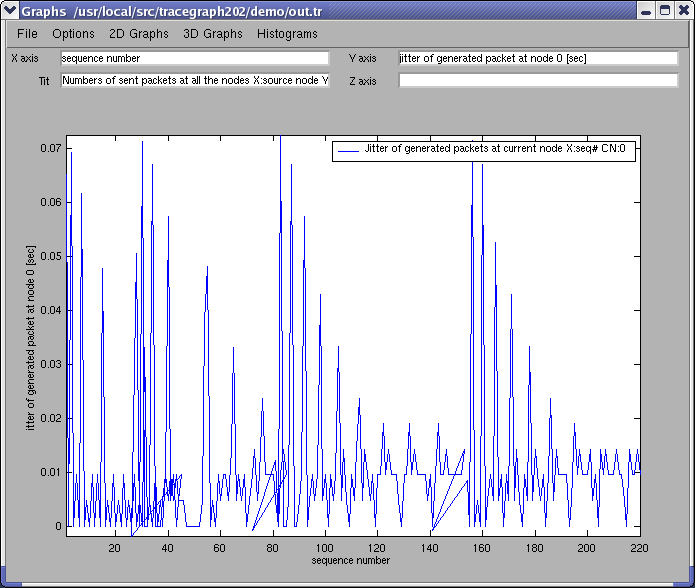 Graphs /usr/local/src/tracegraph202/demo/out.tr
File Options 2D Graphs 3D Graphs Histograms
X axis sequence number Y axis jitter of generated packet at node 0 [sec]
Tit Numbers of sent packets at all the nodes X:source node Y Z axis
Jitter of generated packets at current node X:seq# CN:0
0.07
0.06
0.05
0.04
0.03
0.02
0.01
0
itter of generated packet at node 0 [sec]
20 40 60 80 100 120 140 160 180 200 220
sequence number